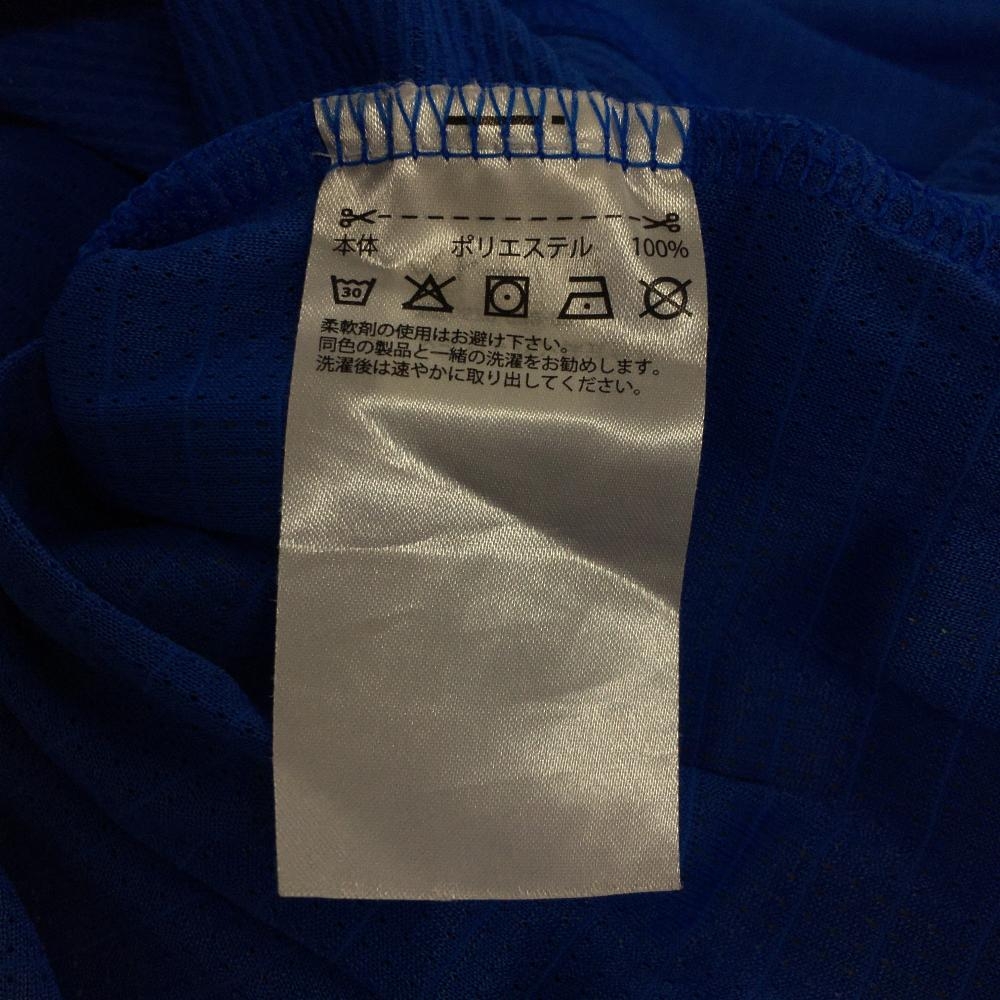 本体 ポリエステル 100%
30
柔軟剤の使用はお避け下さい。
同色の製品と一緒の洗濯をお勧めします。
洗濯後は速やかに取り出してください。